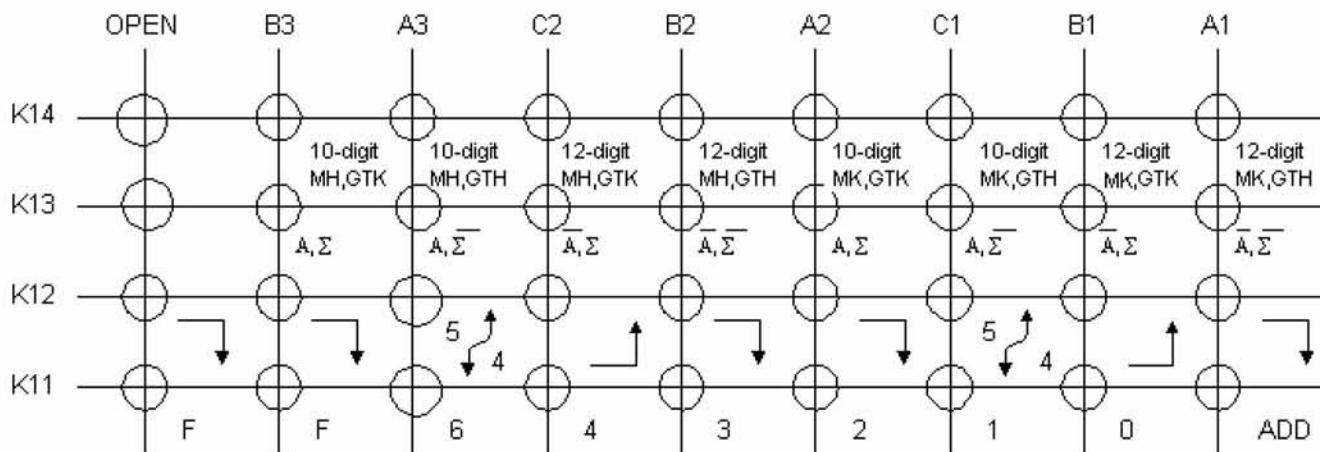 OPEN B3 A3 C2 B2 A2 C1 B1 A1
K14
10-digit 10-digit 12-digit 12-digit 10-digit 10-digit 12-digit 12-digit
MH,GTK MH,GTH MH,GTK MH,GTH MK,GTK MK,GTH MK,GTK MK,GTH
K13
A,Σ A,Σ̅ A̅,Σ A̅,Σ̅ A,Σ A,Σ̅ A̅,Σ A̅,Σ̅
K12
5 5
4 4
K11
F F 6 4 3 2 1 0 ADD